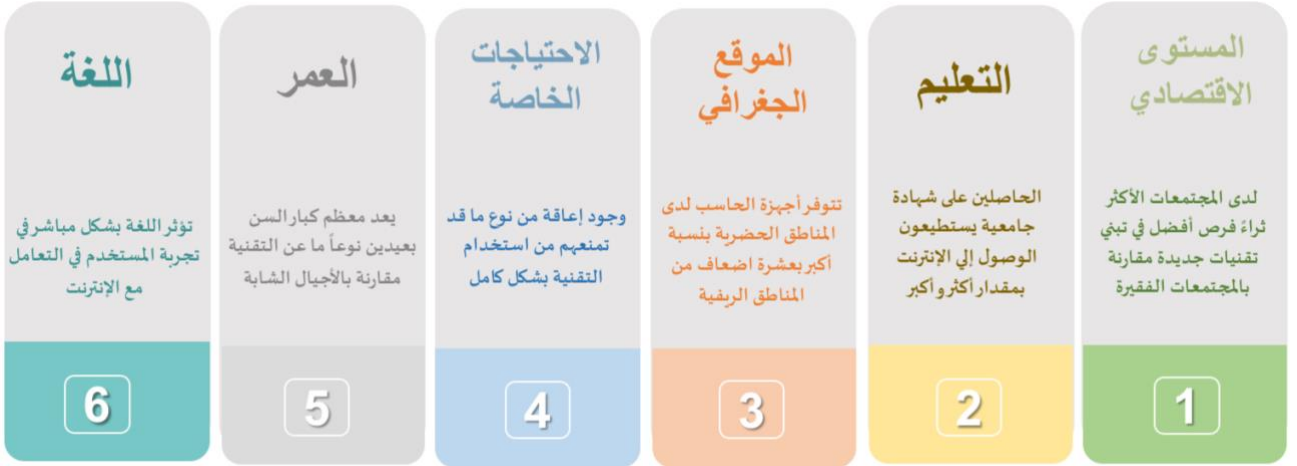 المستوى
الاقتصادي
لدى المجتمعات الأكثر
ثراءً فرص أفضل في تبني
تقنيات جديدة مقارنة
بالمجتمعات الفقيرة
1
التعليم
الحاصلين على شهادة
جامعية يستطيعون
الوصول إلي الإنترنت
بمقدار أكثر وأكبر
2
الموقع
الجغرافي
تتوفر أجهزة الحاسب لدى
المناطق الحضرية بنسبة
أكبر بعشرة اضعاف من
المناطق الريفية
3
الاحتياجات
الخاصة
وجود إعاقة من نوع ما قد
تمنعهم من استخدام
التقنية بشكل كامل
4
العمر
يعد معظم كبار السن
بعيدين نوعاً ما عن التقنية
مقارنة بالأجيال الشابة
5
اللغة
تؤثر اللغة بشكل مباشر في
تجربة المستخدم في التعامل
مع الإنترنت
6